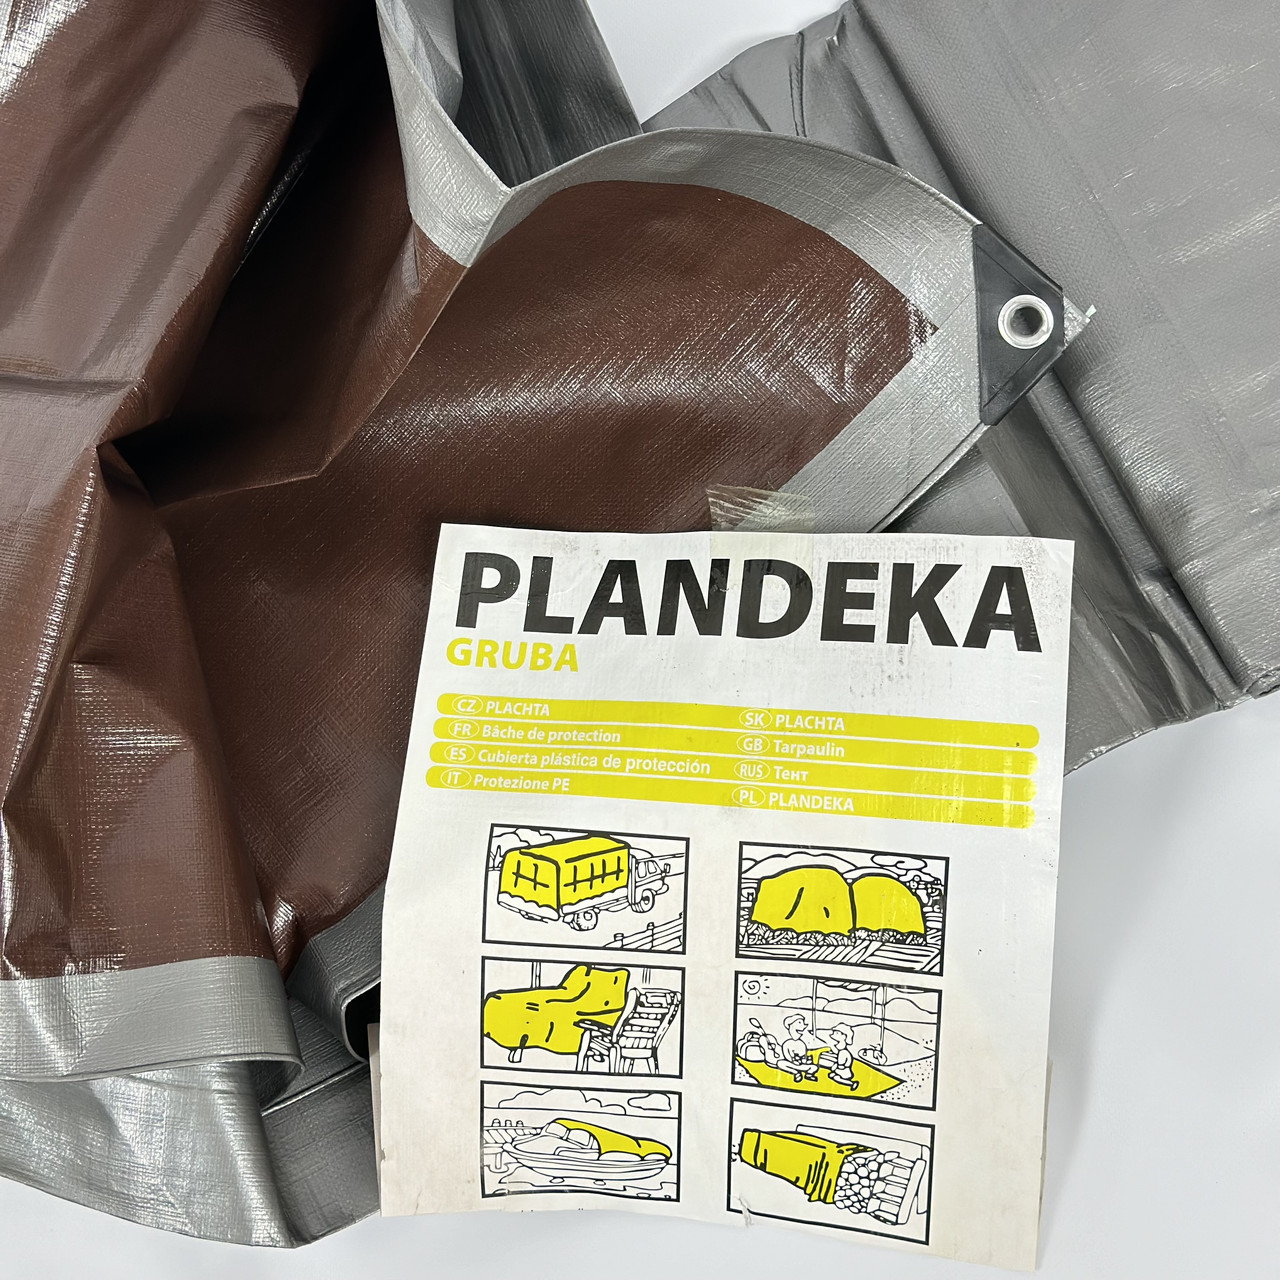 PLANDEKA
GRUBA
CZ PLACHTA
FR Bâche de protection
ES Cubierta plástica de protección
IT Protezione PE
SK PLACHTA
GB Tarpaulin
RUS Тент
PL PLANDEKA